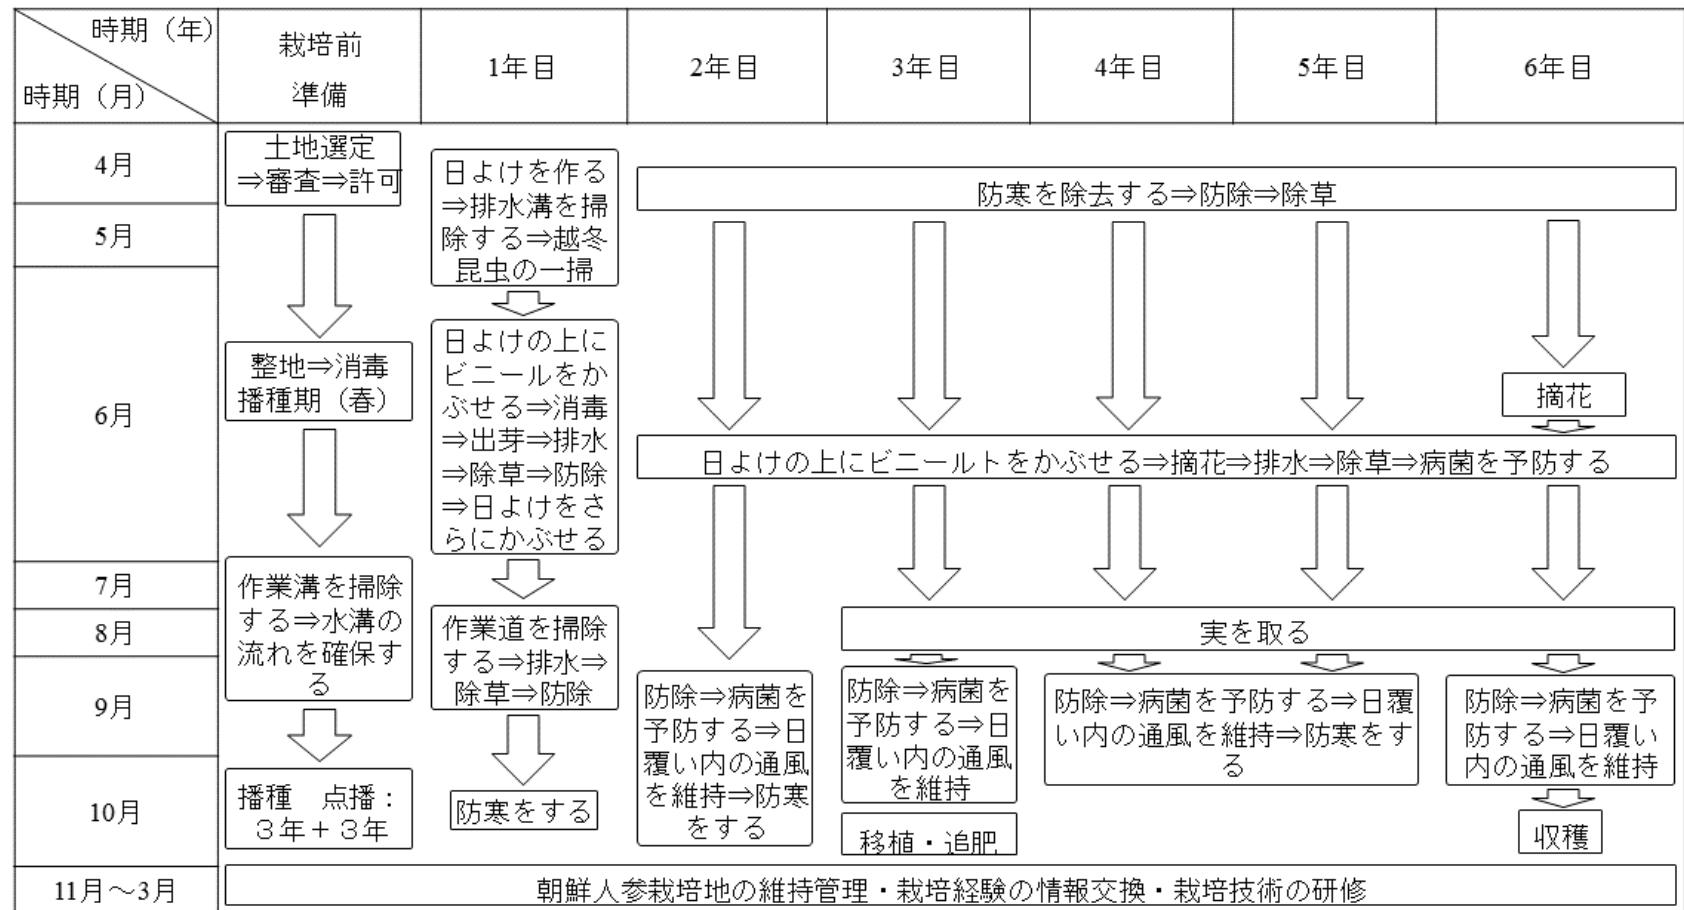 時期（年）
時期（月）
栽培前
準備
1年目
2年目
3年目
4年目
5年目
6年目
4月
5月
6月
7月
8月
9月
10月
11月～3月
土地選定
⇒審査⇒許可
整地⇒消毒
播種期（春）
作業溝を掃除
する⇒水溝の
流れを確保す
る
播種　点播：
３年＋３年
日よけを作る
⇒排水溝を掃
除する⇒越冬
昆虫の一掃
日よけの上に
ビニールをか
ぶせる⇒消毒
⇒出芽⇒排水
⇒除草⇒防除
⇒日よけをさ
らにかぶせる
作業道を掃除
する⇒排水⇒
除草⇒防除
防寒をする
防寒を除去する⇒防除⇒除草
摘花
日よけの上にビニールトをかぶせる⇒摘花⇒排水⇒除草⇒病菌を予防する
実を取る
防除⇒病菌を
予防する⇒日
覆い内の通風
を維持⇒防寒
をする
防除⇒病菌を
予防する⇒日
覆い内の通風
を維持
移植・追肥
防除⇒病菌を予防する⇒日覆
い内の通風を維持⇒防寒をす
る
防除⇒病菌を予
防する⇒日覆い
内の通風を維持
収穫
朝鮮人参栽培地の維持管理・栽培経験の情報交換・栽培技術の研修